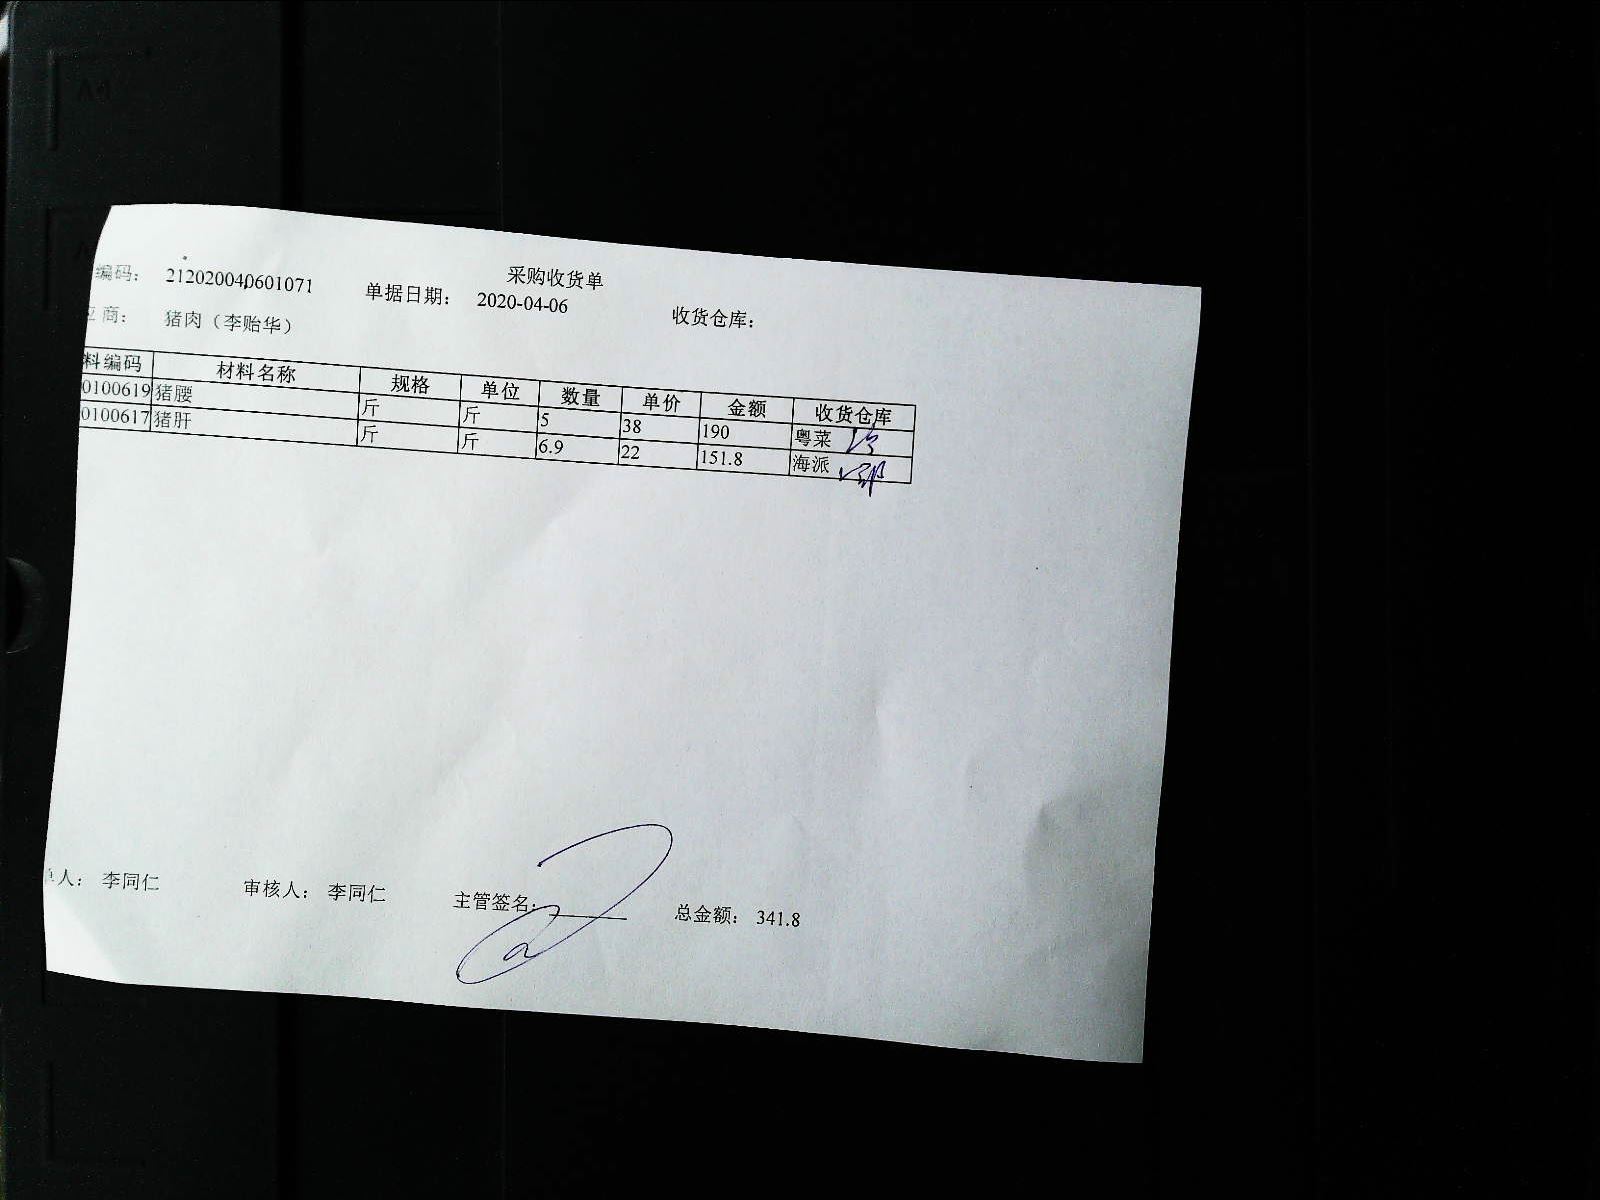 采购收货单
编码： 212020040601071 单据日期： 2020-04-06 收货仓库：
应商： 猪肉（李贻华）
料编码 材料名称 规格 单位 数量 单价 金额 收货仓库
0100619 猪腰 斤 斤 5 38 190 粤菜
0100617 猪肝 斤 斤 6.9 22 151.8 海派
单人： 李同仁 审核人： 李同仁 主管签名： 总金额： 341.8